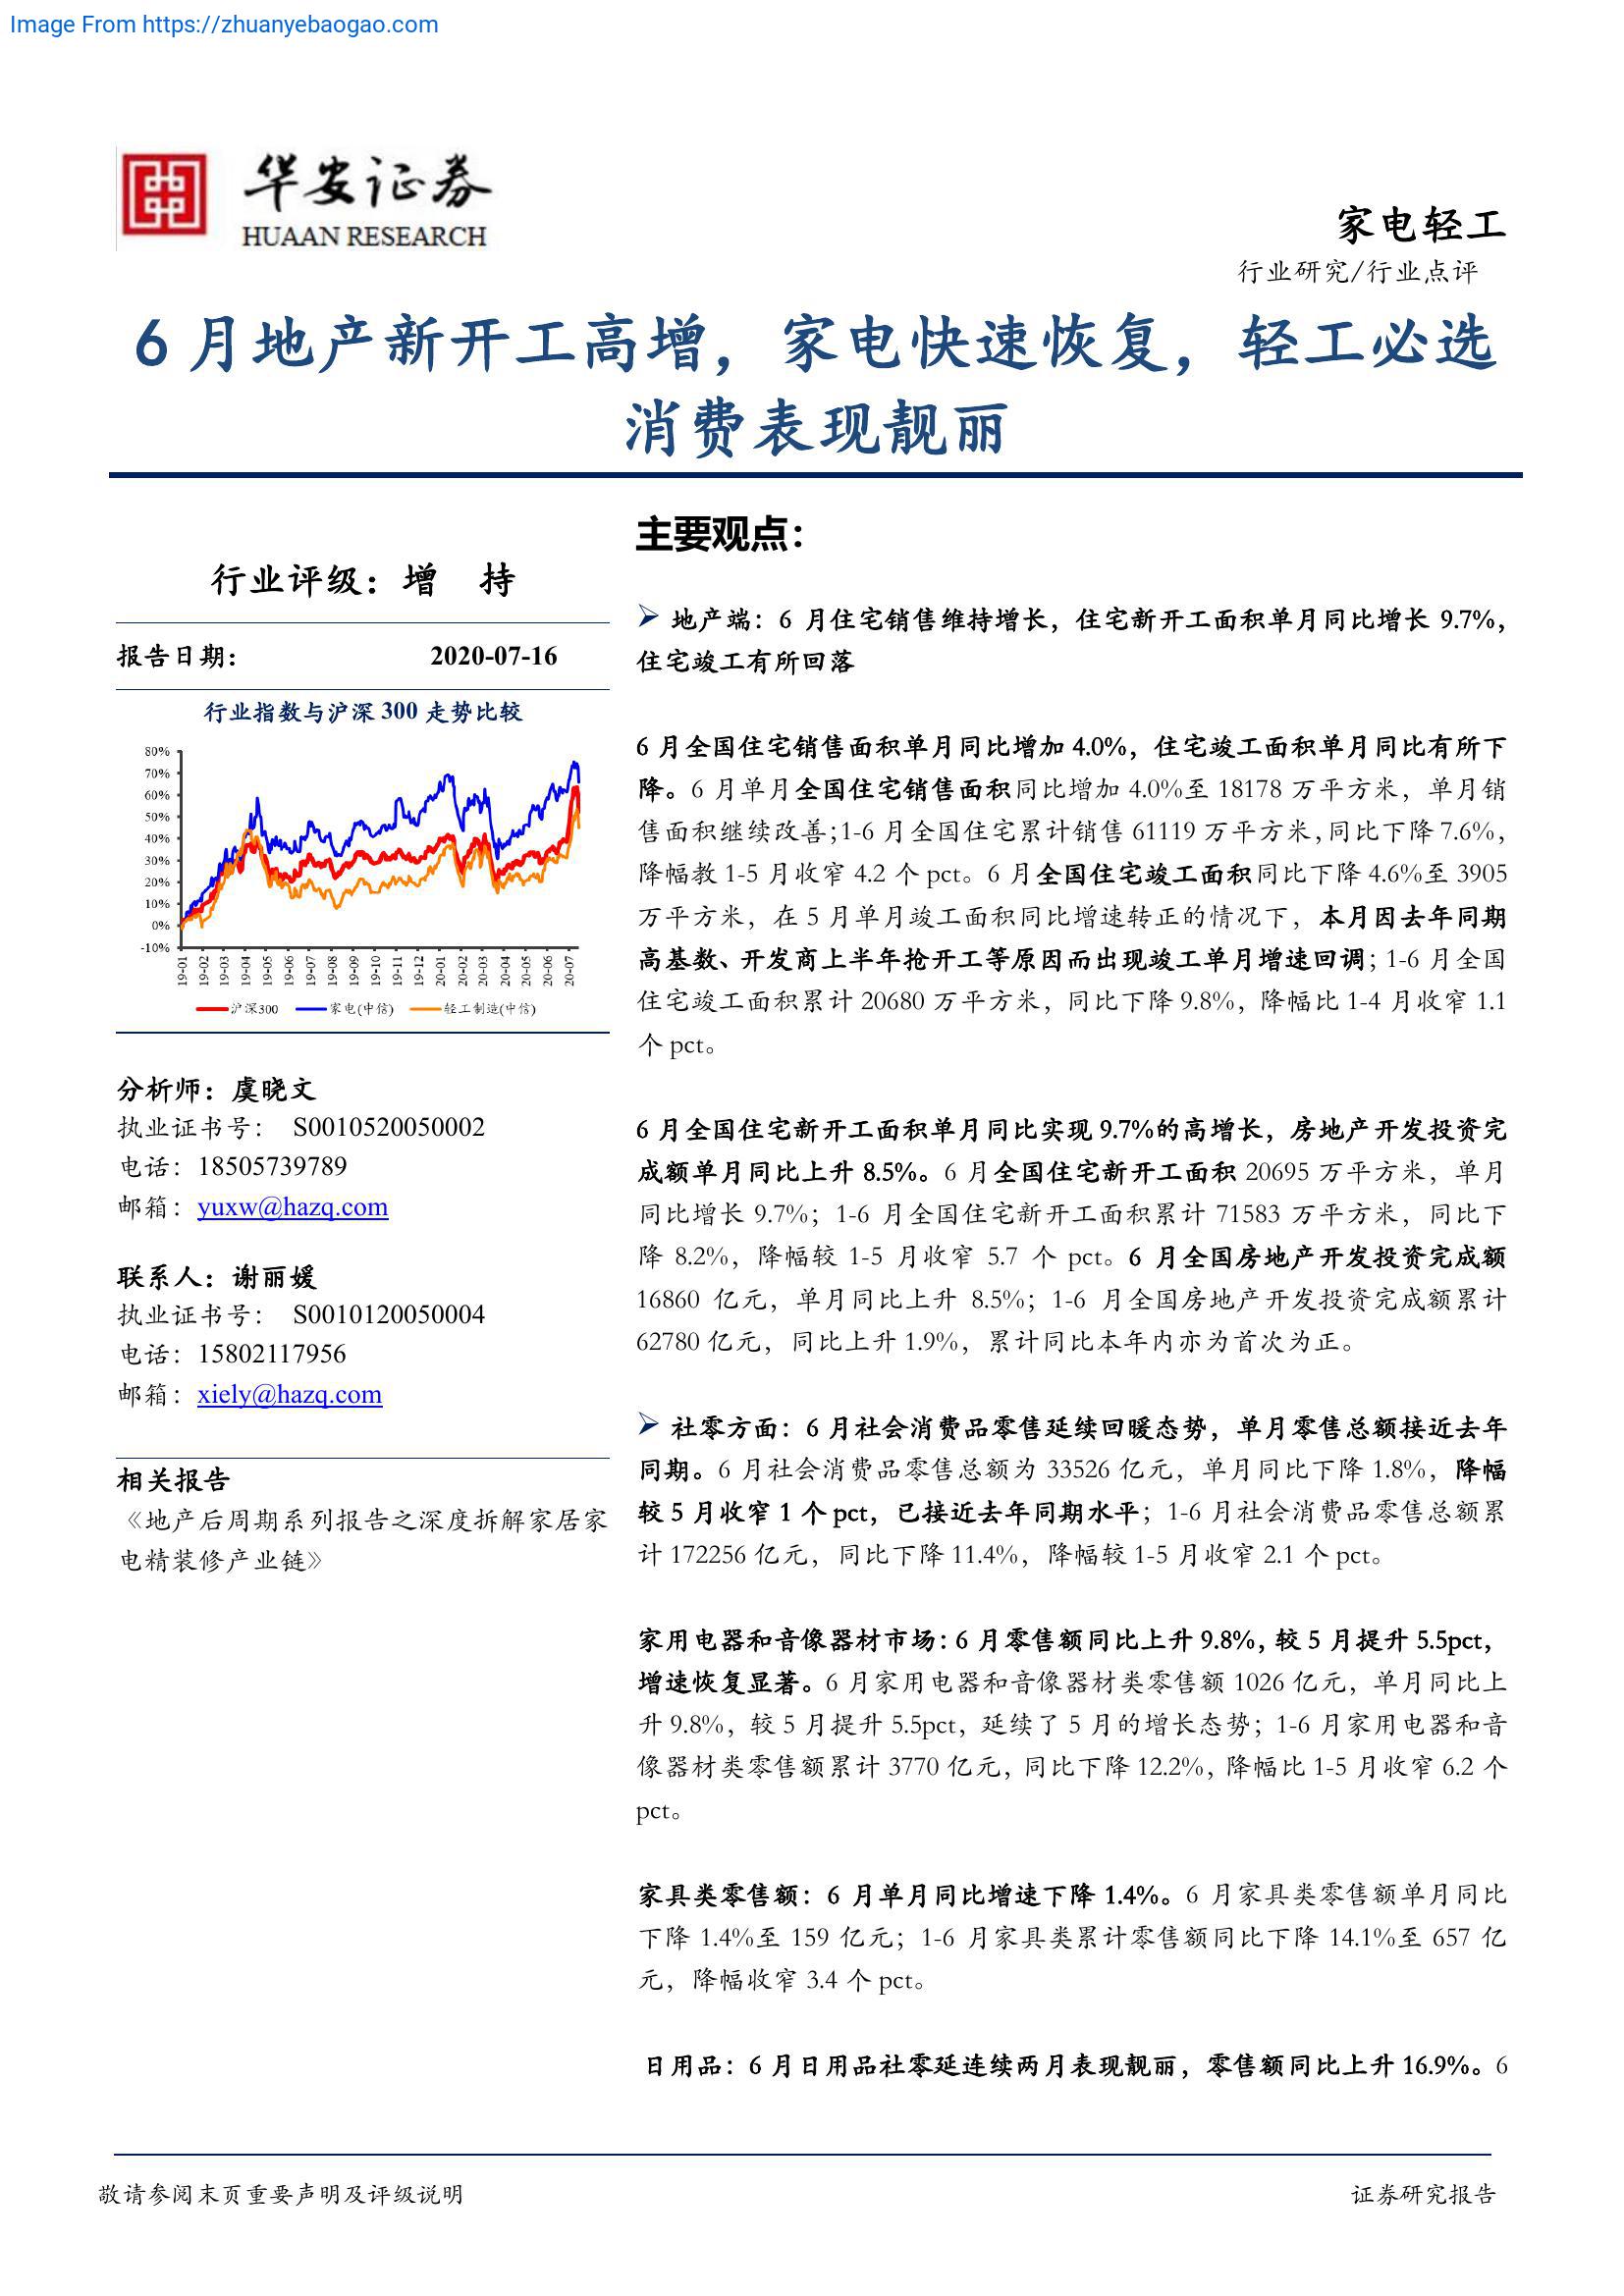 Image From https://zhuanyebaogao.com
华安证券
HUAAN RESEARCH
家电轻工
行业研究/行业点评
6 月地产新开工高增，家电快速恢复，轻工必选
消费表现靓丽
行业评级：增 持
报告日期： 2020-07-16
行业指数与沪深 300 走势比较
80%
70%
60%
50%
40%
30%
20%
10%
0%
-10%
19-01 19-02 19-03 19-04 19-05 19-06 19-07 19-08 19-09 19-10 19-11 19-12 20-01 20-02 20-03 20-04 20-05 20-06 20-07
沪深300 家电(中信) 轻工制造(中信)
分析师：虞晓文
执业证书号： S0010520050002
电话：18505739789
邮箱：yuxw@hazq.com
联系人：谢丽媛
执业证书号： S0010120050004
电话：15802117956
邮箱：xiely@hazq.com
相关报告
《地产后周期系列报告之深度拆解家居家
电精装修产业链》
主要观点：
地产端：6 月住宅销售维持增长，住宅新开工面积单月同比增长 9.7%，
住宅竣工有所回落
6 月全国住宅销售面积单月同比增加 4.0%，住宅竣工面积单月同比有所下
降。6 月单月全国住宅销售面积同比增加 4.0%至 18178 万平方米，单月销
售面积继续改善；1-6 月全国住宅累计销售 61119 万平方米，同比下降 7.6%，
降幅教 1-5 月收窄 4.2 个 pct。6 月全国住宅竣工面积同比下降 4.6%至 3905
万平方米，在 5 月单月竣工面积同比增速转正的情况下，本月因去年同期
高基数、开发商上半年抢开工等原因而出现竣工单月增速回调；1-6 月全国
住宅竣工面积累计 20680 万平方米，同比下降 9.8%，降幅比 1-4 月收窄 1.1
个 pct。
6 月全国住宅新开工面积单月同比实现 9.7%的高增长，房地产开发投资完
成额单月同比上升 8.5%。6 月全国住宅新开工面积 20695 万平方米，单月
同比增长 9.7%；1-6 月全国住宅新开工面积累计 71583 万平方米，同比下
降 8.2%，降幅较 1-5 月收窄 5.7 个 pct。6 月全国房地产开发投资完成额
16860 亿元，单月同比上升 8.5%；1-6 月全国房地产开发投资完成额累计
62780 亿元，同比上升 1.9%，累计同比本年内亦为首次为正。
社零方面：6 月社会消费品零售延续回暖态势，单月零售总额接近去年
同期。6 月社会消费品零售总额为 33526 亿元，单月同比下降 1.8%，降幅
较 5 月收窄 1 个 pct，已接近去年同期水平；1-6 月社会消费品零售总额累
计 172256 亿元，同比下降 11.4%，降幅较 1-5 月收窄 2.1 个 pct。
家用电器和音像器材市场：6 月零售额同比上升 9.8%，较 5 月提升 5.5pct，
增速恢复显著。6 月家用电器和音像器材类零售额 1026 亿元，单月同比上
升 9.8%，较 5 月提升 5.5pct，延续了 5 月的增长态势；1-6 月家用电器和音
像器材类零售额累计 3770 亿元，同比下降 12.2%，降幅比 1-5 月收窄 6.2 个
pct。
家具类零售额：6 月单月同比增速下降 1.4%。6 月家具类零售额单月同比
下降 1.4%至 159 亿元；1-6 月家具类累计零售额同比下降 14.1%至 657 亿
元，降幅收窄 3.4 个 pct。
日用品：6 月日用品社零延连续两月表现靓丽，零售额同比上升 16.9%。6
敬请参阅末页重要声明及评级说明
证券研究报告